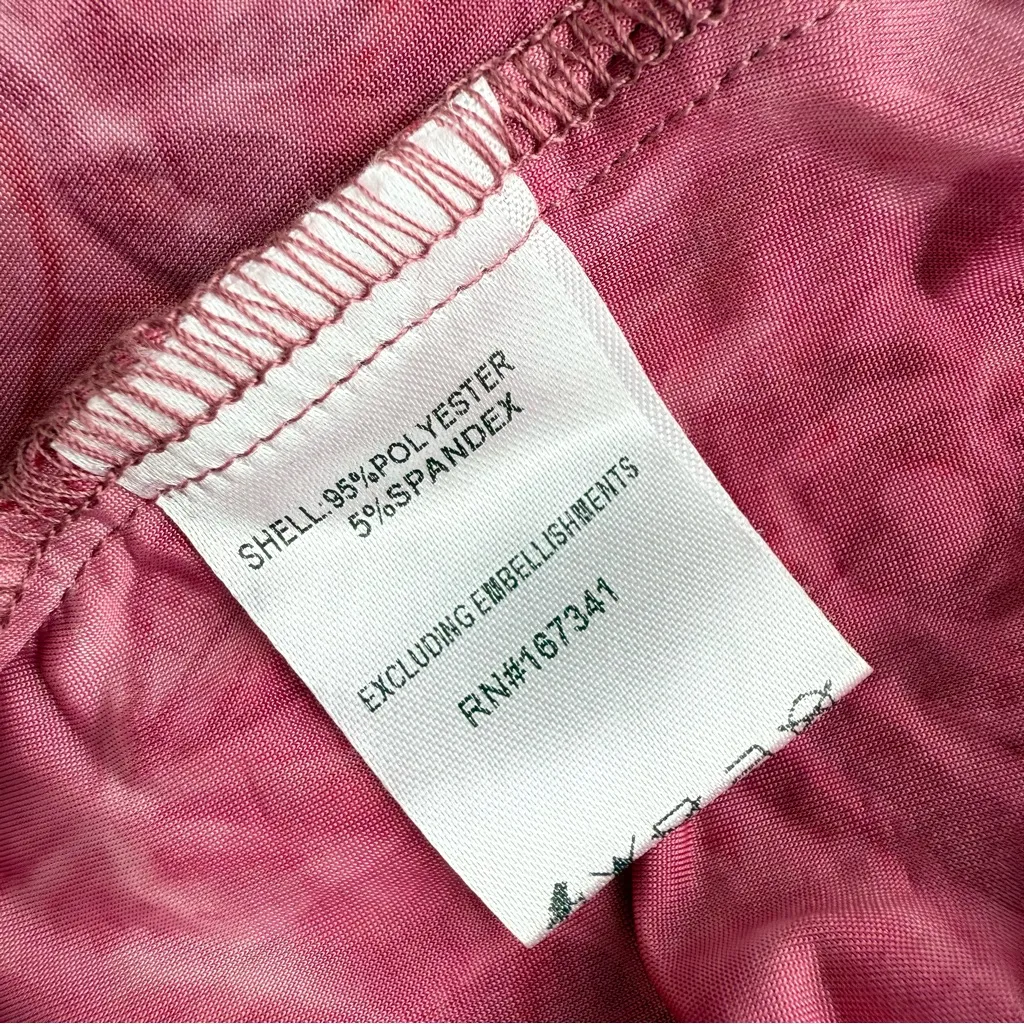 SHELL:95%POLYESTER
5%SPANDEX
EXCLUDING EMBELLISHMENTS
RN#167341